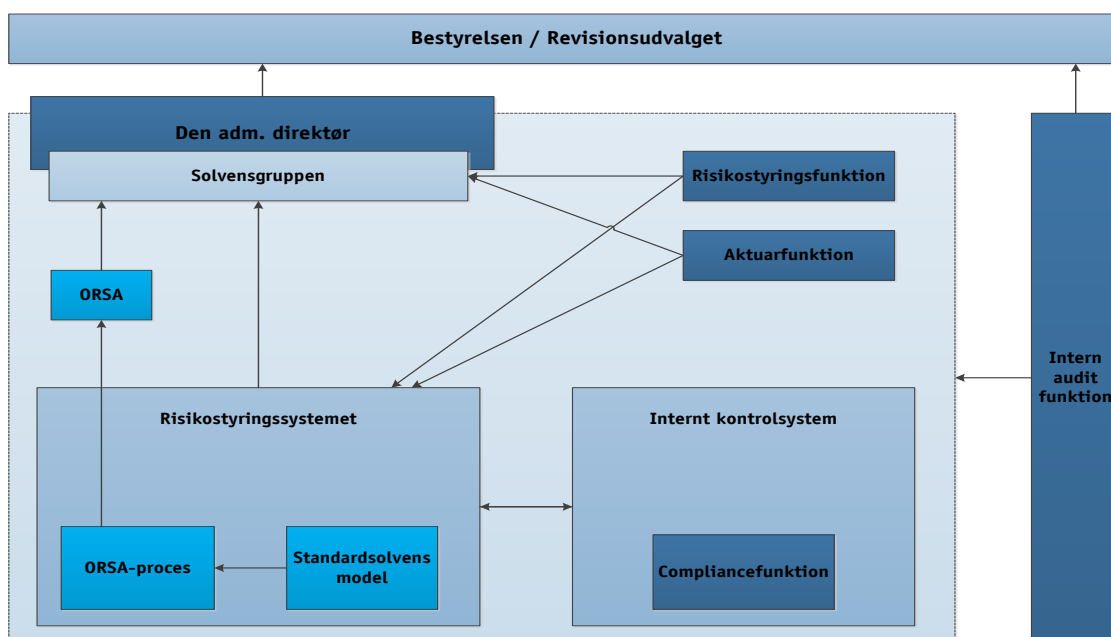 Bestyrelsen / Revisionsudvalget
Den adm. direktør
Solvensgruppen
Risikostyringsfunktion
Aktuarfunktion
ORSA
Intern
audit
funktion
Risikostyringssystemet
Internt kontrolsystem
ORSA-proces
Standardsolvens
model
Compliancefunktion